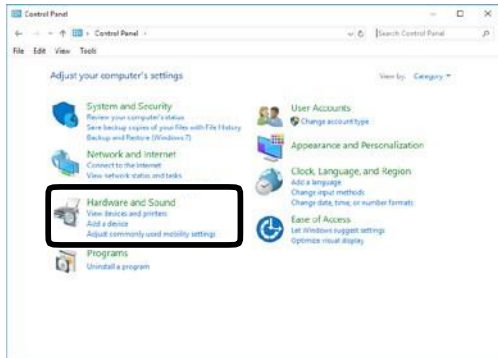 Control Panel
Control Panel
Search Control Panel
File Edit View Tools
Adjust your computer's settings
View by: Category
System and Security
Review your computer's status
Save backup copies of your files with File History
Backup and Restore (Windows 7)
Network and Internet
Connect to the Internet
View network status and tasks
Hardware and Sound
View devices and printers
Add a device
Adjust commonly used mobility settings
Programs
Uninstall a program
User Accounts
Change account type
Appearance and Personalization
Clock, Language, and Region
Add a language
Change input methods
Change date, time, or number formats
Ease of Access
Let Windows suggest settings
Optimize visual display